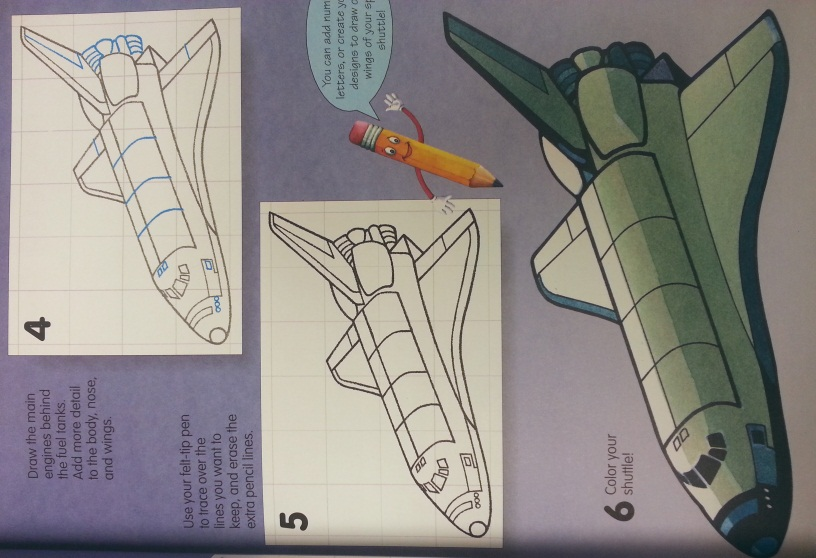 4
Draw the main
engines behind
the fuel tanks.
Add more detail
to the body, nose,
and wings.
Use your felt-tip pen
to trace over the
lines you want to
keep, and erase the
extra pencil lines.
5
You can add num
letters, or create yo
designs to draw o
wings of your sp
shuttle!
6 Color your
shuttle!